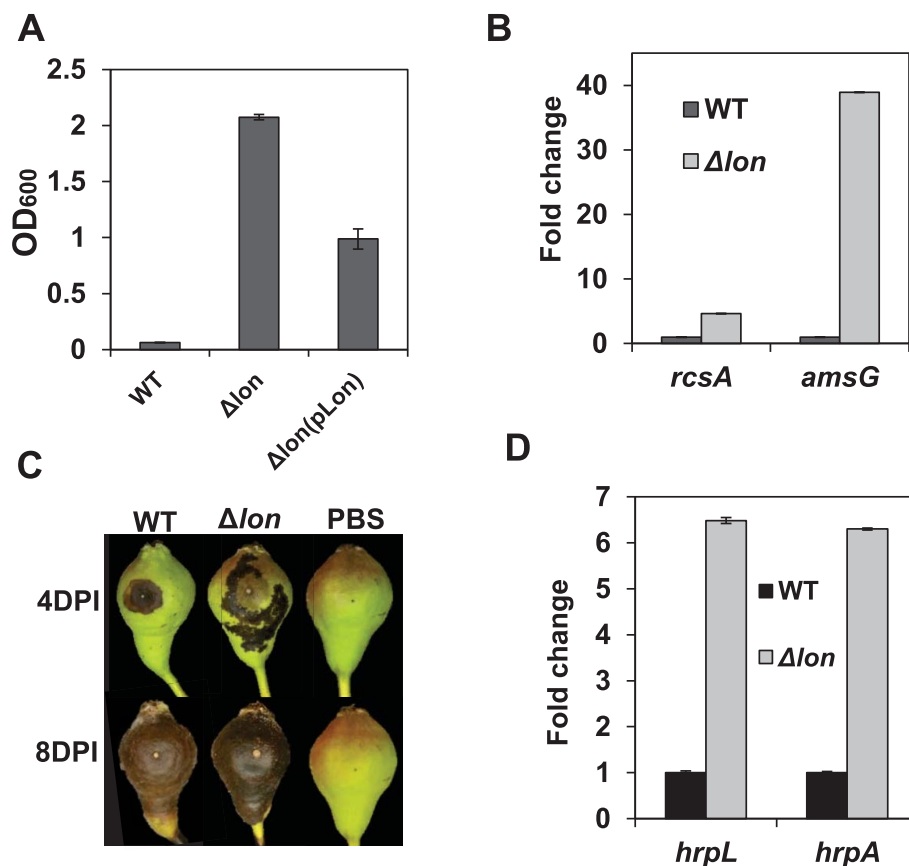 A
2.5
2
1.5
1
0.5
0
OD600
WT
Δlon
Δlon(pLon)
B
40
30
20
10
0
Fold change
WT
Δlon
rcsA
amsG
C
WT Δlon PBS
4DPI
8DPI
D
7
6
5
4
3
2
1
0
Fold change
WT
Δlon
hrpL
hrpA